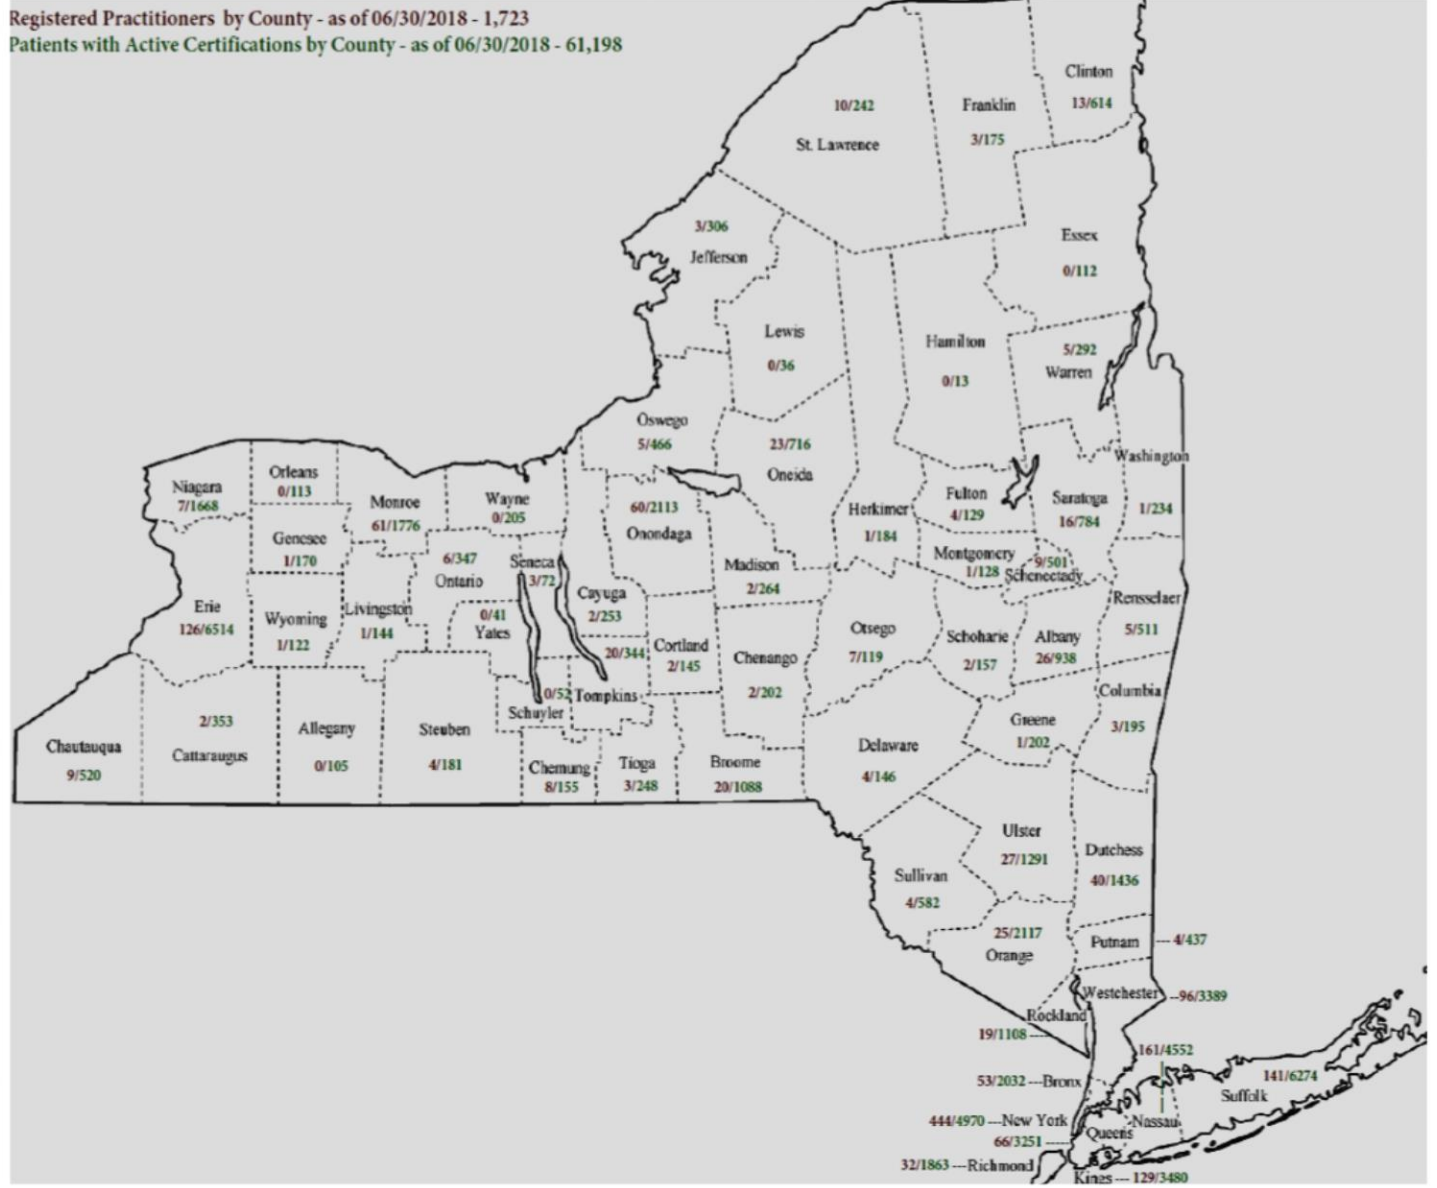 Registered Practitioners by County - as of 06/30/2018 - 1,723
Patients with Active Certifications by County - as of 06/30/2018 - 61,198
Clinton
13/614
Franklin
3/175
10/242
St. Lawrence
3/306
Jefferson
Essex
0/112
Lewis
0/36
Hamilton
0/13
5/292
Warren
Oswego
5/466
23/716
Oneida
Washington
1/234
Niagara
7/1668
Orleans
0/113
Monroe
61/1776
Wayne
0/205
60/2113
Onondaga
Herkimer
1/184
Fulton
4/129
Saratoga
16/784
Genesee
1/170
6/347
Ontario
Seneca
3/72
Cayuga
2/253
Madison
2/264
Montgomery
1/128
9/501
Schenectady
Rensselaer
5/511
Erie
126/6514
Wyoming
1/122
Livingston
1/144
0/41
Yates
20/344
Tompkins
Cortland
2/145
Chenango
2/202
Otsego
7/119
Schoharie
2/157
Albany
26/938
Columbia
3/195
0/52
Schuyler
Greene
1/202
Chautauqua
9/520
2/353
Cattaraugus
Allegany
0/105
Steuben
4/181
Chemung
8/155
Tioga
3/248
Broome
20/1088
Delaware
4/146
Ulster
27/1291
Dutchess
40/1436
Sullivan
4/582
25/2117
Orange
Putnam
4/437
Westchester
96/3389
Rockland
19/1108
161/4552
Nassau
141/6274
Suffolk
53/2032 Bronx
444/4970 New York
66/3251
Queens
32/1863 Richmond
Kings 129/3480